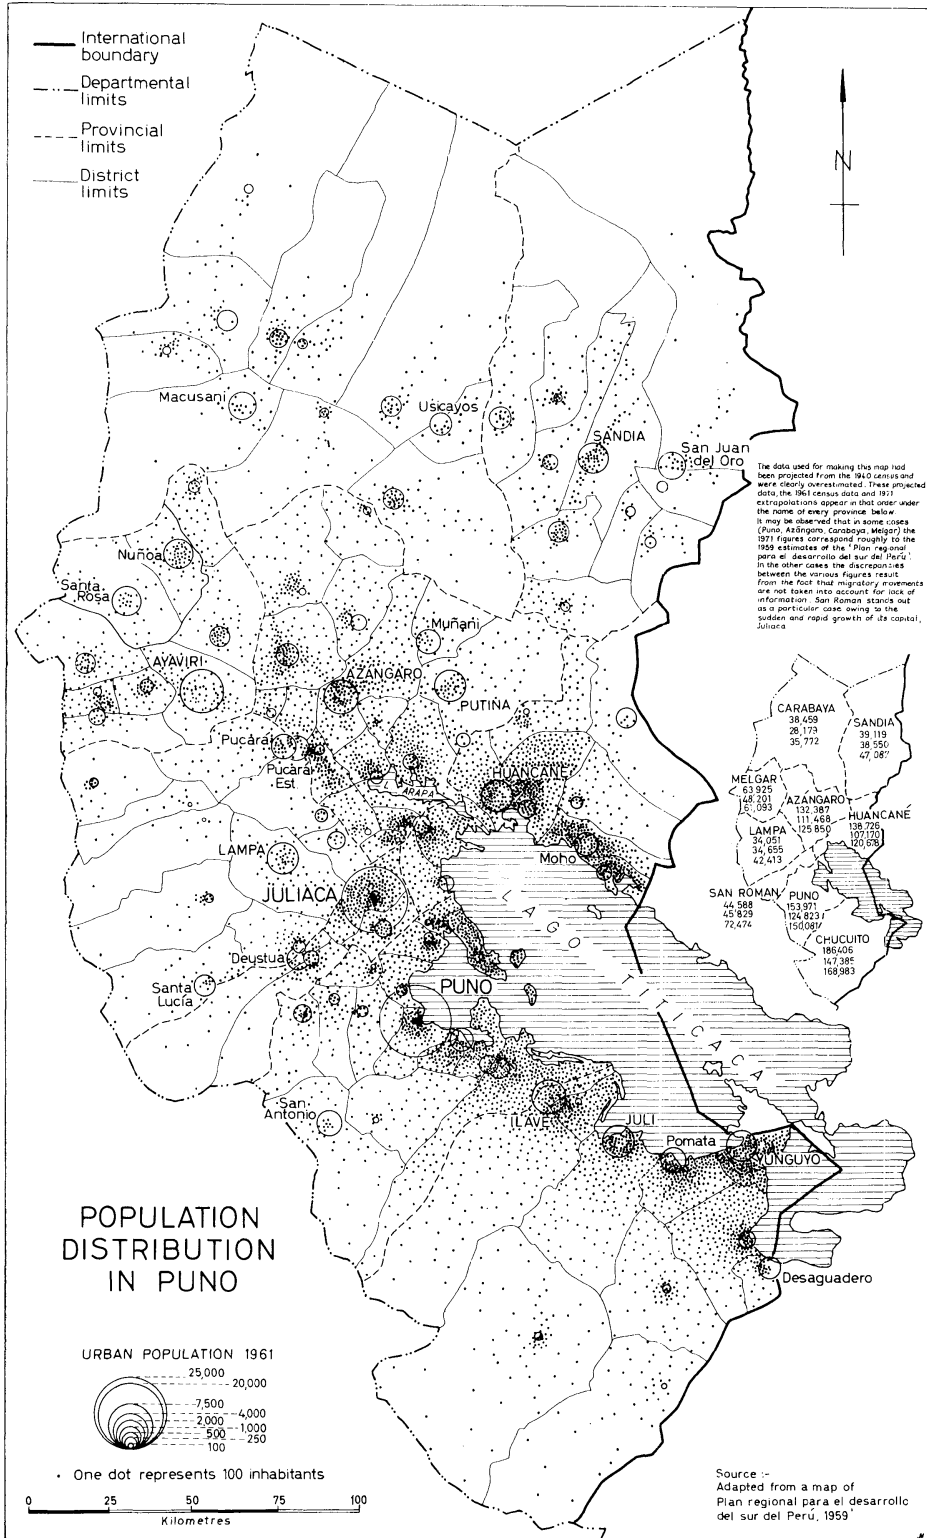 International
boundary
Departmental
limits
Provincial
limits
District
limits
N
Macusani
Usicayos
SANDIA
San Juan
del Oro
The data used for making this map had
been projected from the 1940 census and
were clearly overestimated. These projected
data, the 1961 census data and 1971
extrapolations appear in that order under
the name of every province below.
It may be observed that in some cases
(Puno, Azángaro, Carabaya, Melgar) the
1971 figures correspond roughly to the
1959 estimates of the 'Plan regional
para el desarrollo del sur del Perú'.
In the other cases the discrepancies
between the various figures result
from the fact that migratory movements
are not taken into account for lack of
information. San Roman stands out
as a particular case owing to the
sudden and rapid growth of its capital,
Juliaca
Nuñoa
Santa
Rosa
Muñani
AYAVIRI
AZANGARO
PUTIÑA
Pucará
Pucará
Est.
HUANCANÉ
ARAPA
LAMPA
Moho
JULIACA
LAGO TITICACA
Deustua
Santa
Lucía
PUNO
San
Antonio
ILAVE
JULI
Pomata
YUNGUYO
Desaguadero
CARABAYA
38,459
28,179
35,772
SANDIA
39,119
38,550
47,087
MELGAR
63,925
48,201
61,093
AZANGARO
132,387
111,468
125,850
HUANCANÉ
138,726
107,170
120,678
LAMPA
34,051
34,655
42,413
SAN ROMAN
44,588
45,829
72,474
PUNO
153,971
124,823
150,081
CHUCUITO
186,406
147,385
168,983
POPULATION
DISTRIBUTION
IN PUNO
URBAN POPULATION 1961
25,000
20,000
7,500
4,000
2,000
1,000
500
250
100
One dot represents 100 inhabitants
0 25 50 75 100
Kilometres
Source :-
Adapted from a map of
Plan regional para el desarrollo
del sur del Perú, 1959'